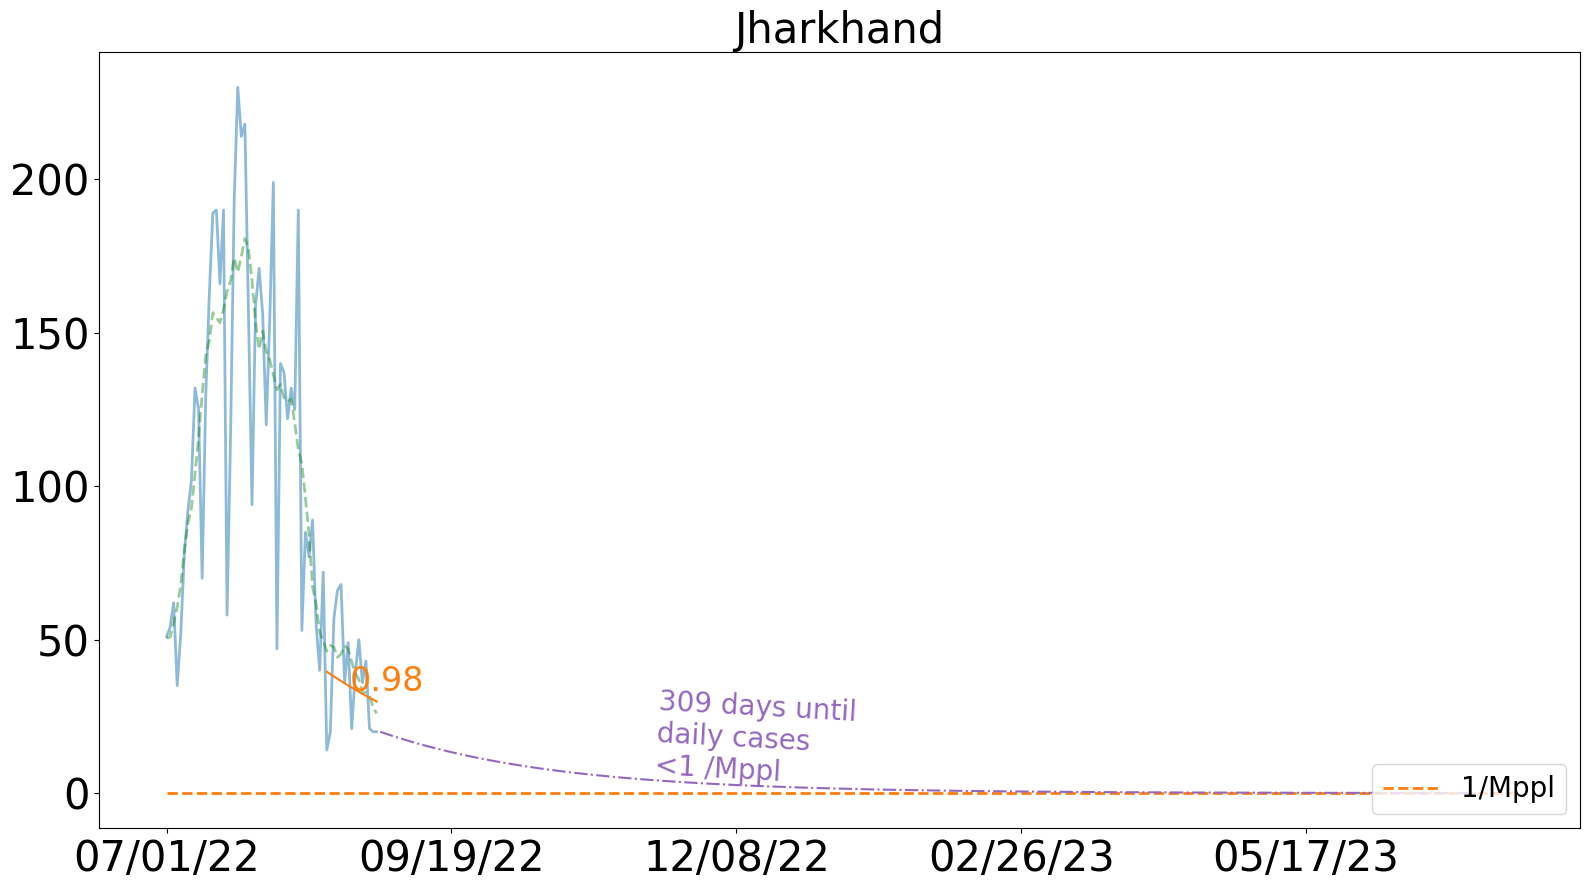 Jharkhand
200
150
100
50
0
0.98
309 days until
daily cases
<1 /Mppl
1/Mppl
07/01/22 09/19/22 12/08/22 02/26/23 05/17/23